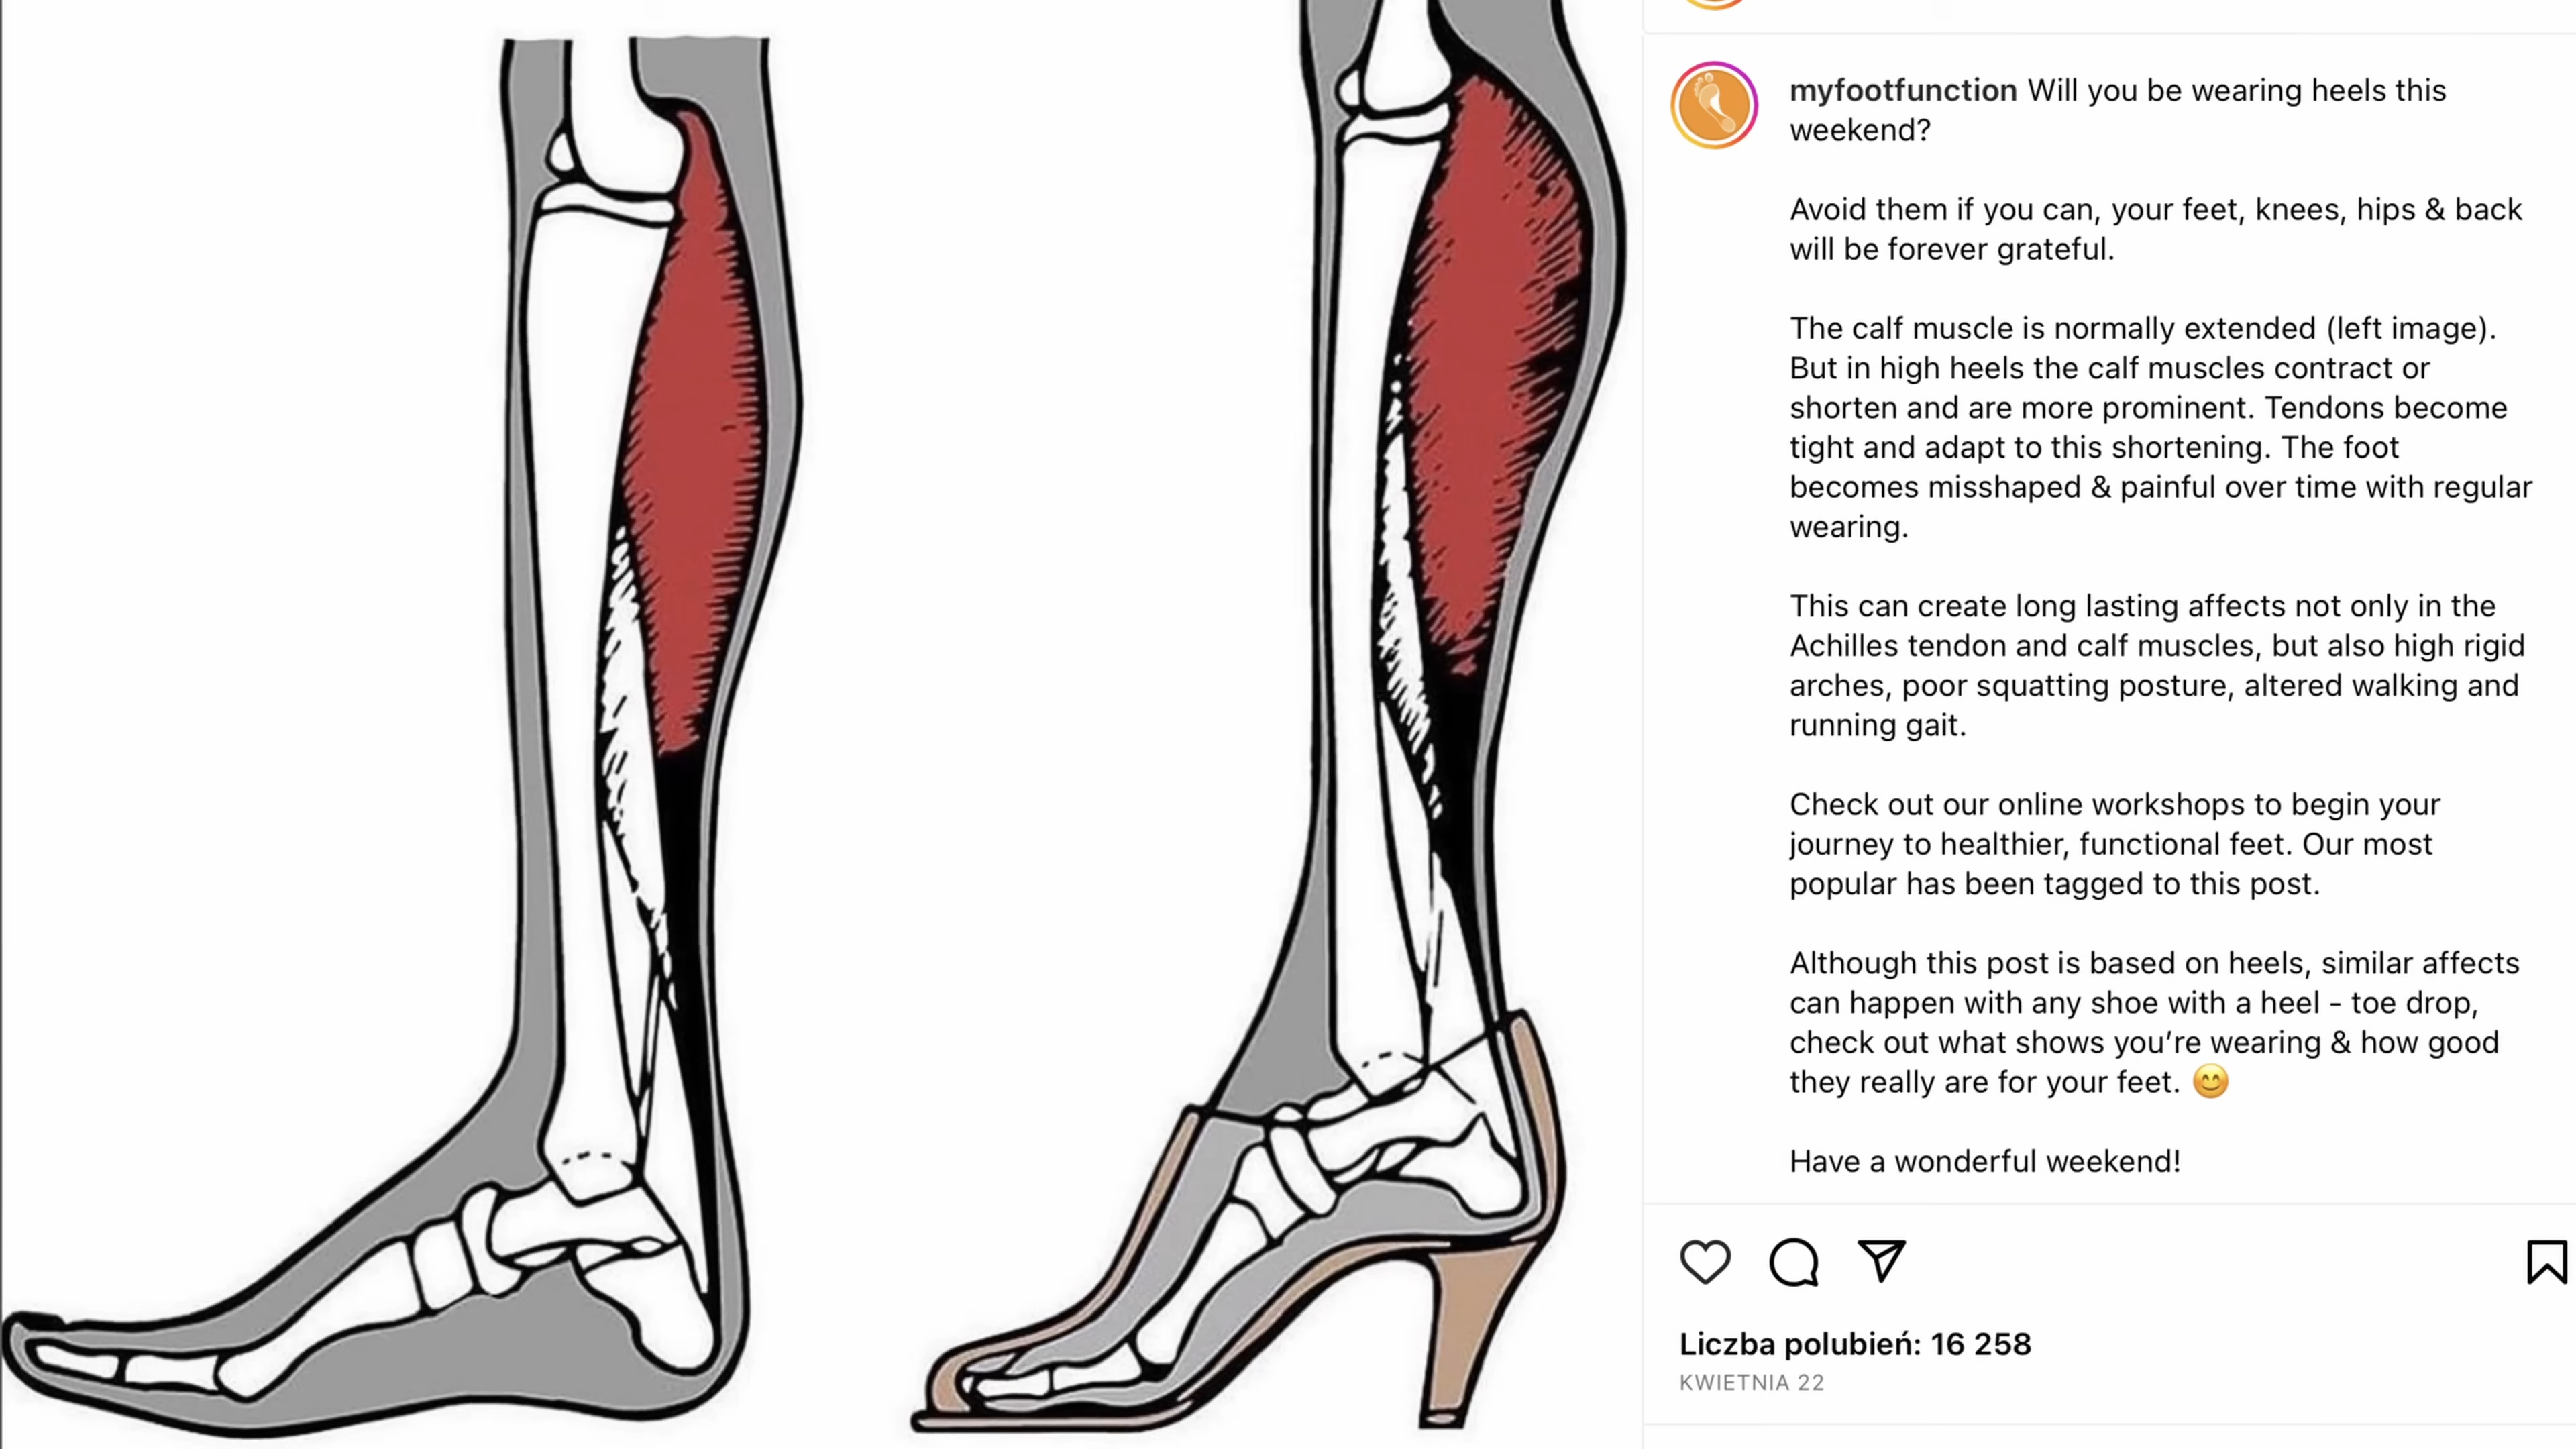 myfootfunction Will you be wearing heels this
weekend?
Avoid them if you can, your feet, knees, hips & back
will be forever grateful.
The calf muscle is normally extended (left image).
But in high heels the calf muscles contract or
shorten and are more prominent. Tendons become
tight and adapt to this shortening. The foot
becomes misshaped & painful over time with regular
wearing.
This can create long lasting affects not only in the
Achilles tendon and calf muscles, but also high rigid
arches, poor squatting posture, altered walking and
running gait.
Check out our online workshops to begin your
journey to healthier, functional feet. Our most
popular has been tagged to this post.
Although this post is based on heels, similar affects
can happen with any shoe with a heel - toe drop,
check out what shows you’re wearing & how good
they really are for your feet. 😊
Have a wonderful weekend!
Liczba polubień: 16 258
KWIETNIA 22